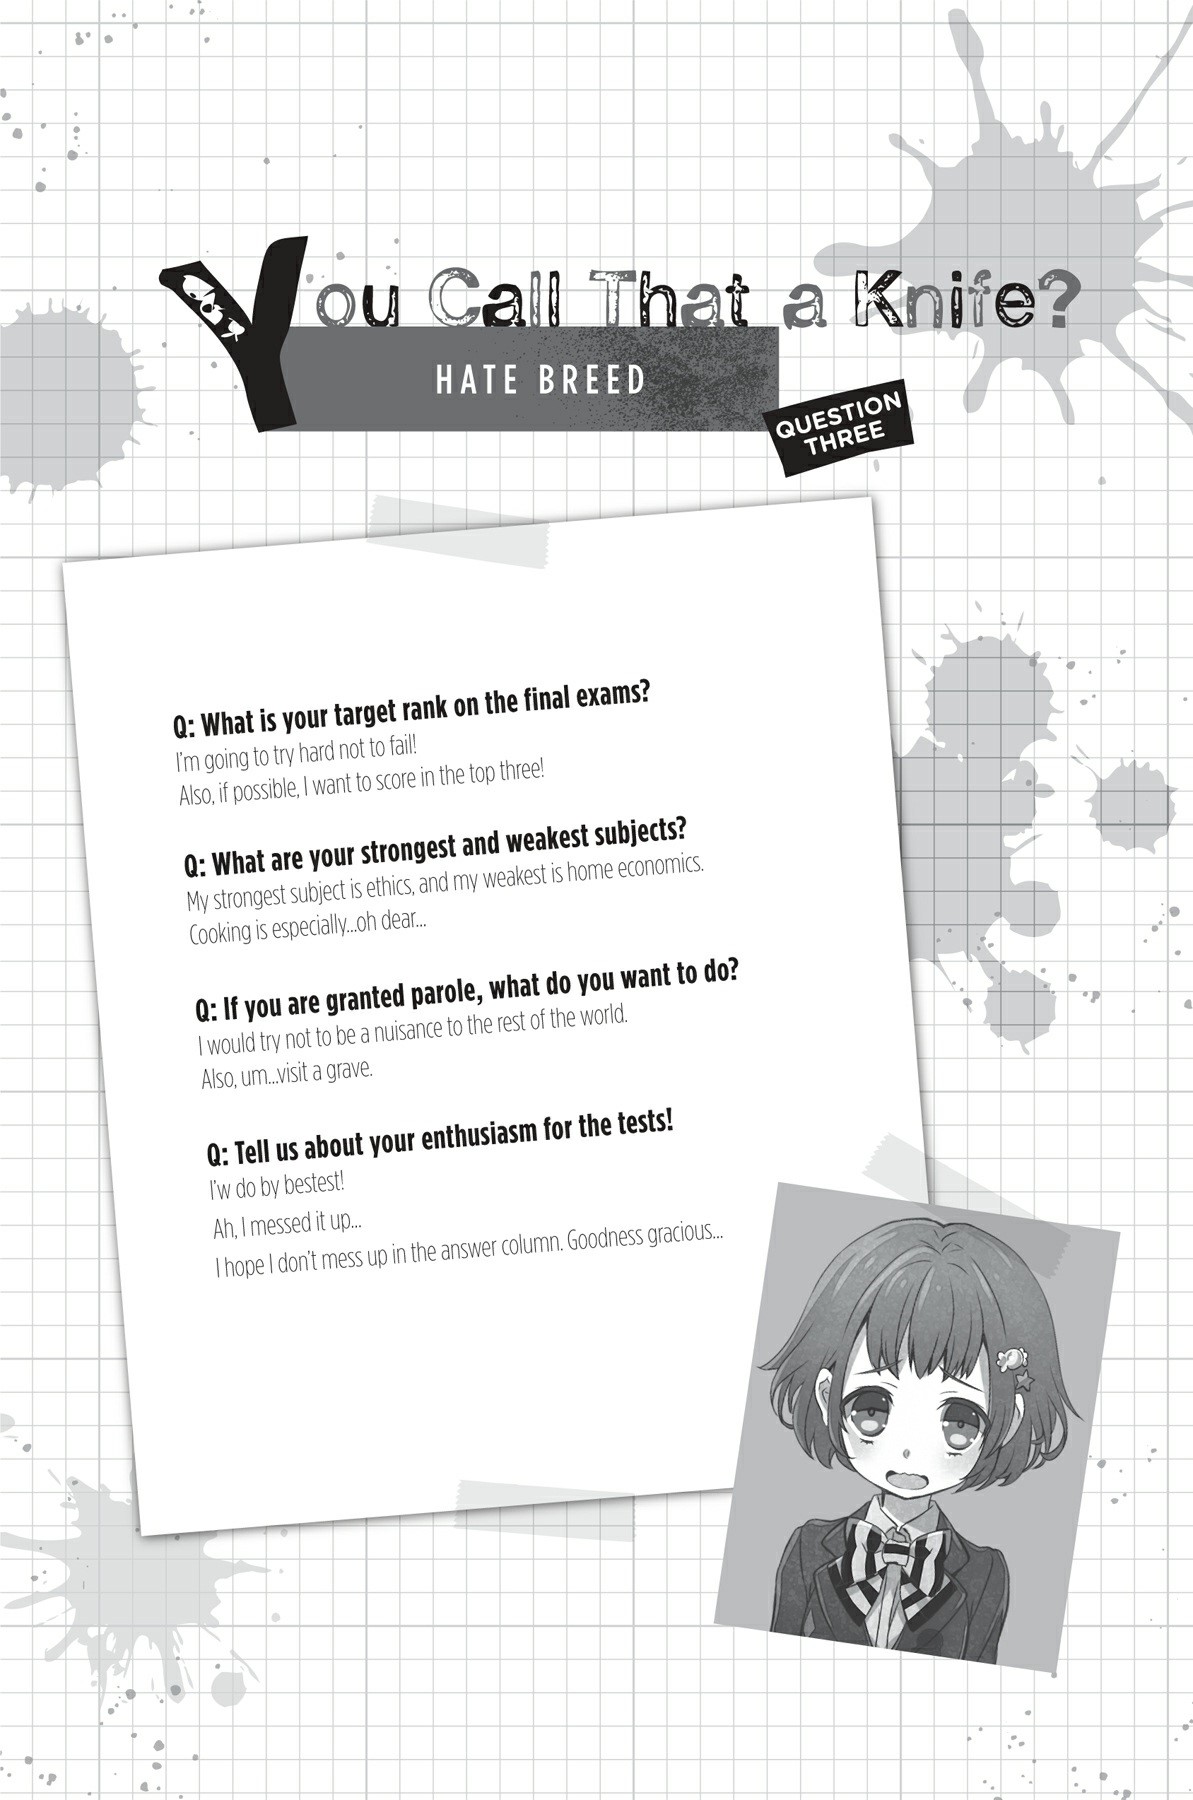 You Call That a Knife?
HATE BREED
QUESTION
THREE
Q: What is your target rank on the final exams?
I'm going to try hard not to fail!
Also, if possible, I want to score in the top three!
Q: What are your strongest and weakest subjects?
My strongest subject is ethics, and my weakest is home economics.
Cooking is especially...oh dear...
Q: If you are granted parole, what do you want to do?
I would try not to be a nuisance to the rest of the world.
Also, um...visit a grave.
Q: Tell us about your enthusiasm for the tests!
I'w do by bestest!
Ah, I messed it up...
I hope I don't mess up in the answer column. Goodness gracious...